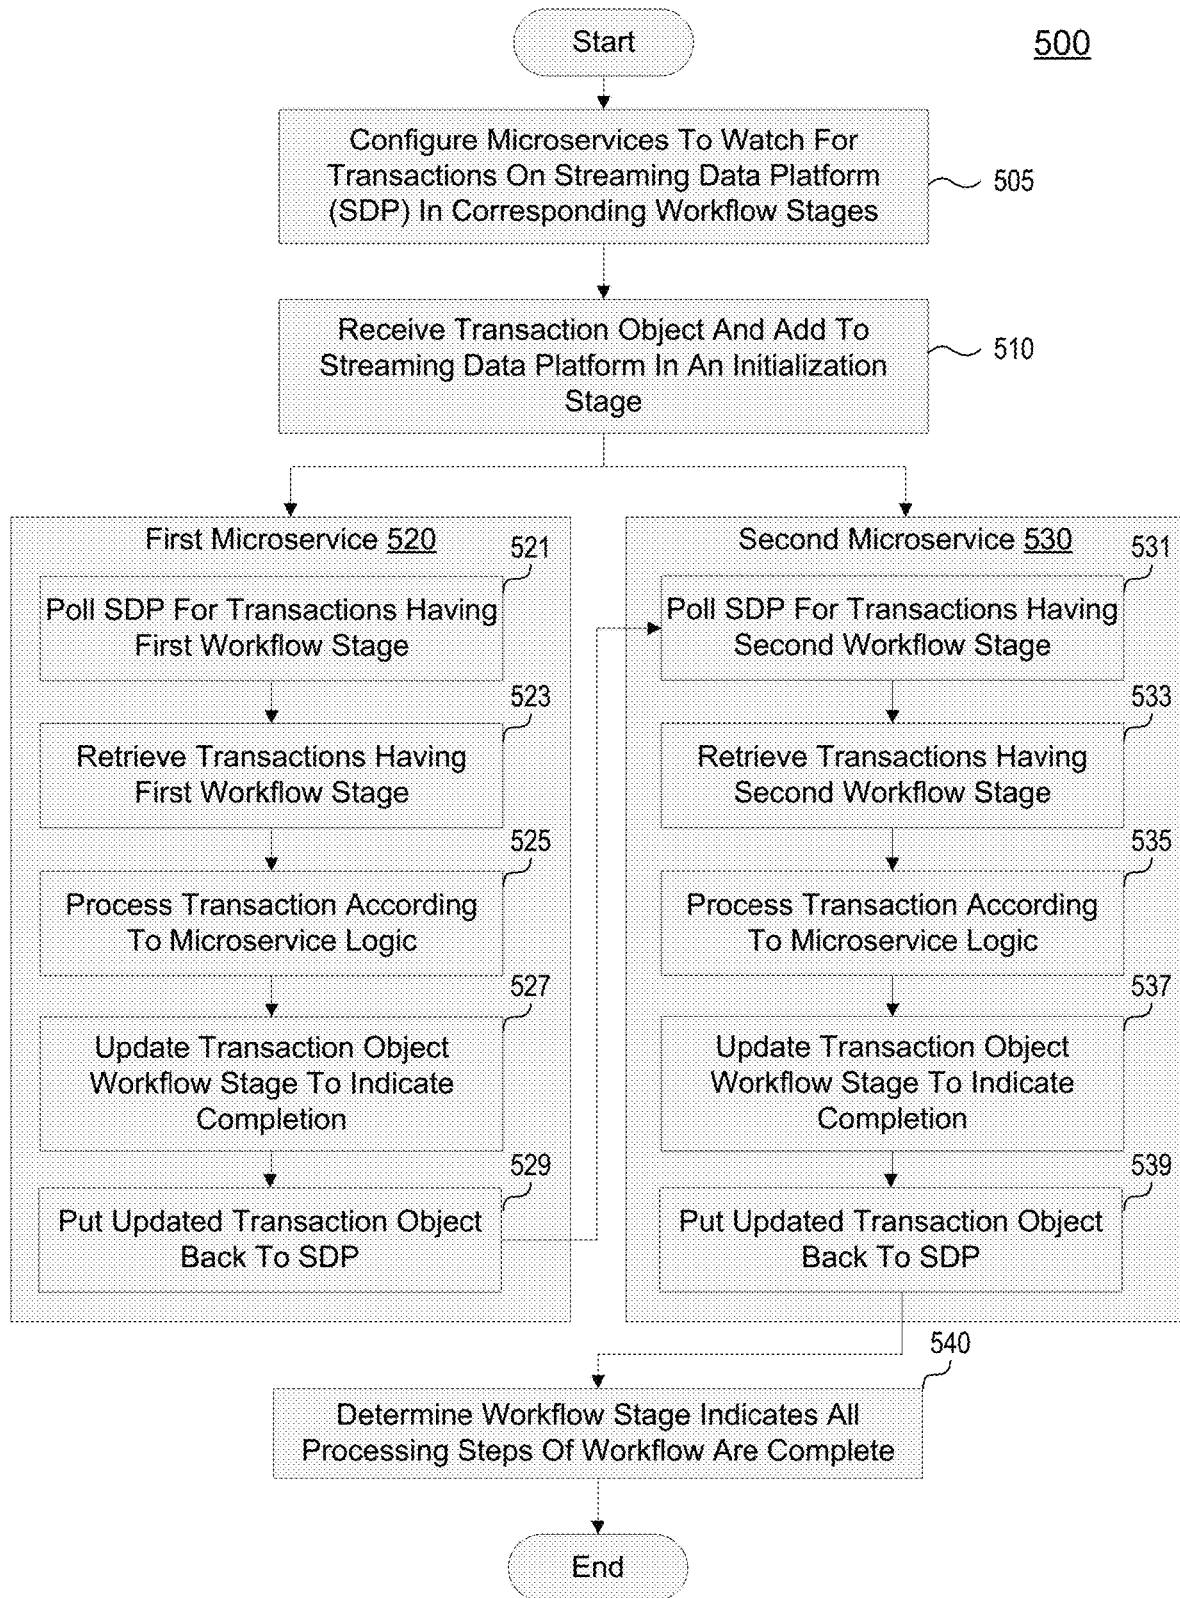 Start
500
Configure Microservices To Watch For
Transactions On Streaming Data Platform
(SDP) In Corresponding Workflow Stages
505
Receive Transaction Object And Add To
Streaming Data Platform In An Initialization
Stage
510
First Microservice 520
521
Poll SDP For Transactions Having
First Workflow Stage
523
Retrieve Transactions Having
First Workflow Stage
525
Process Transaction According
To Microservice Logic
527
Update Transaction Object
Workflow Stage To Indicate
Completion
529
Put Updated Transaction Object
Back To SDP
Second Microservice 530
531
Poll SDP For Transactions Having
Second Workflow Stage
533
Retrieve Transactions Having
Second Workflow Stage
535
Process Transaction According
To Microservice Logic
537
Update Transaction Object
Workflow Stage To Indicate
Completion
539
Put Updated Transaction Object
Back To SDP
540
Determine Workflow Stage Indicates All
Processing Steps Of Workflow Are Complete
End